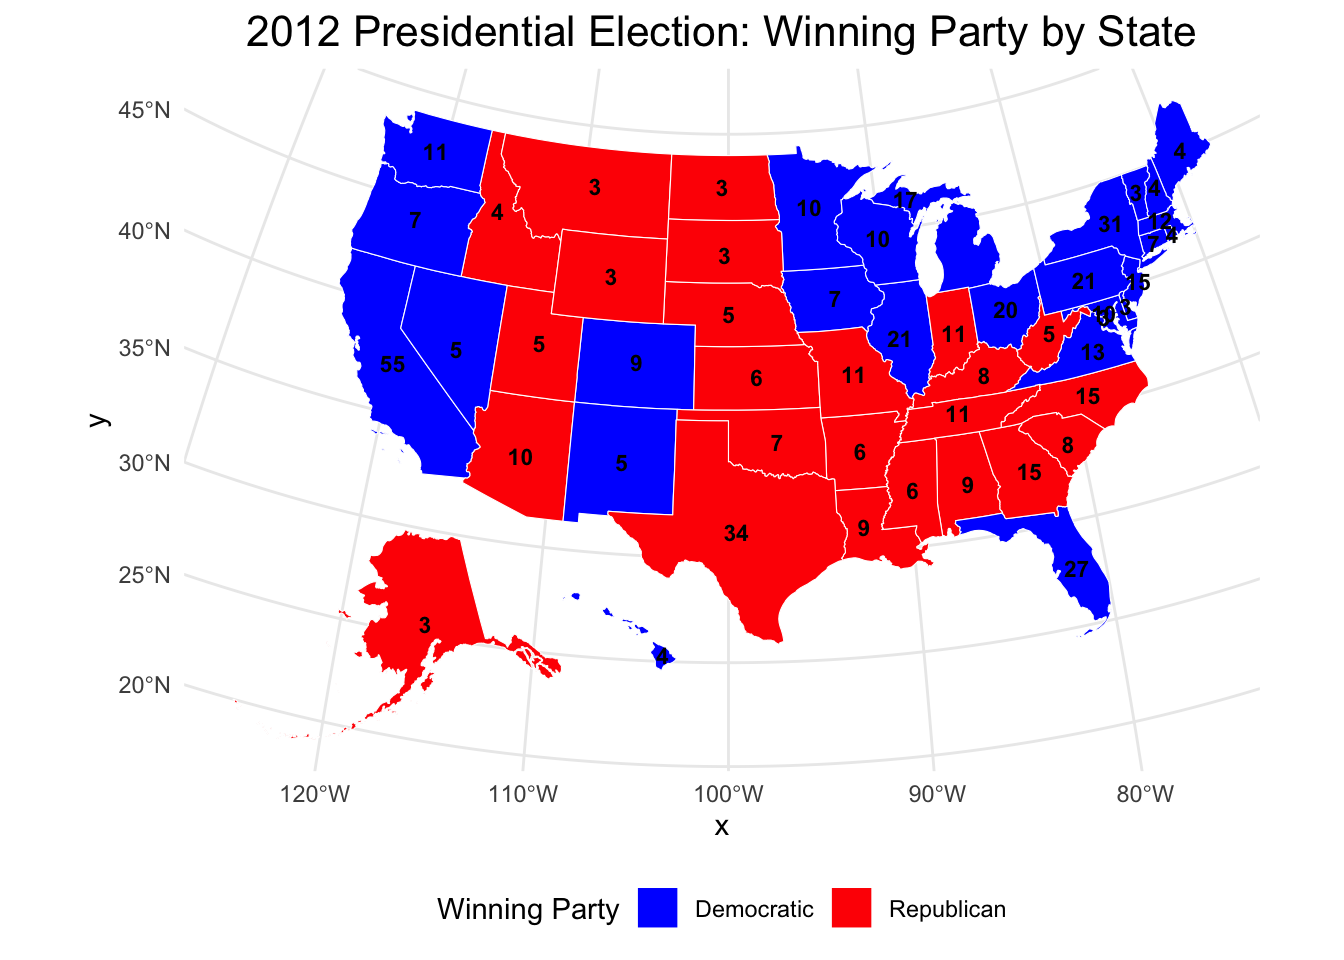 2012 Presidential Election: Winning Party by State
45°N
40°N
35°N
30°N
25°N
20°N
y
11
3
3
10
17
3
4
4
7
4
10
31
12
7
4
3
3
7
21
15
5
5
9
5
5
6
11
21
11
20
5
3
13
55
8
15
10
5
7
6
11
8
34
9
6
9
15
27
3
4
120°W
110°W
100°W
90°W
80°W
x
Winning Party
Democratic
Republican